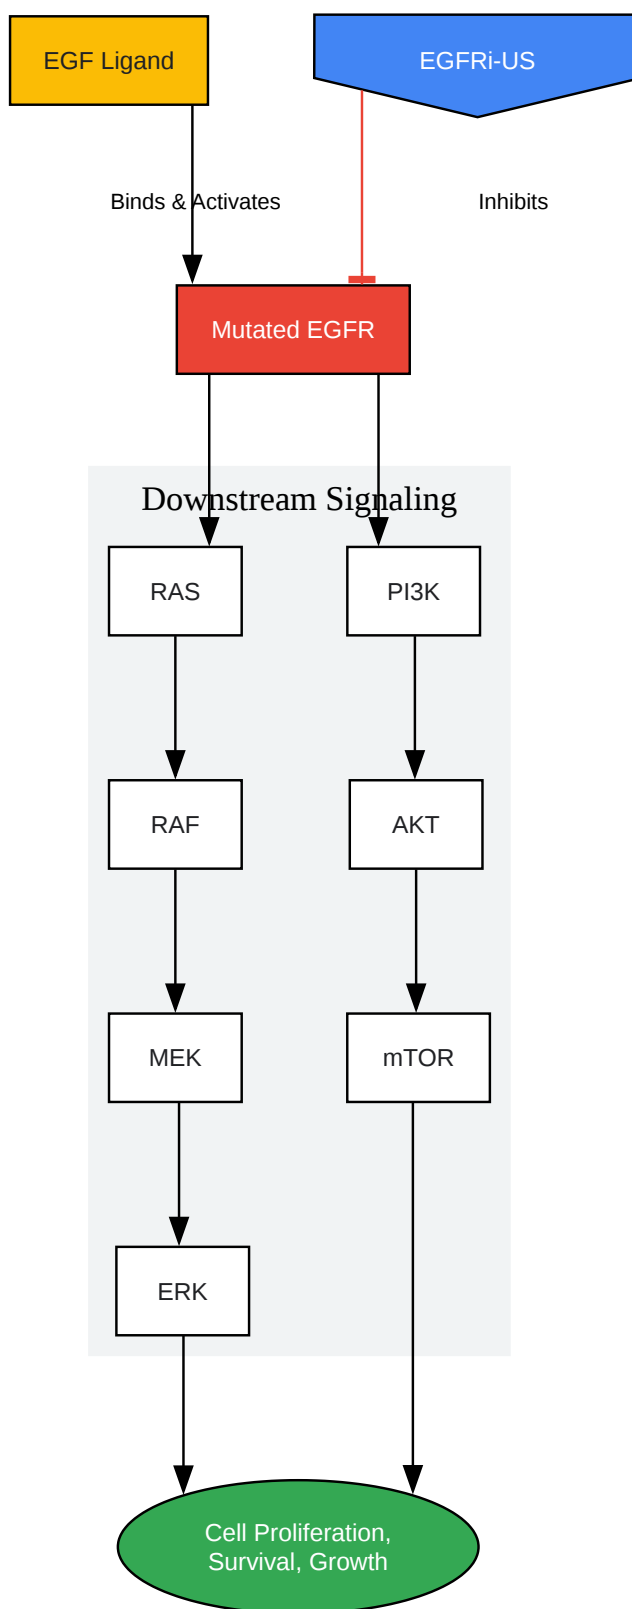 EGF Ligand
EGFRi-US
Binds & Activates
Inhibits
Mutated EGFR
Downstream Signaling
RAS
PI3K
RAF
AKT
MEK
mTOR
ERK
Cell Proliferation,
Survival, Growth